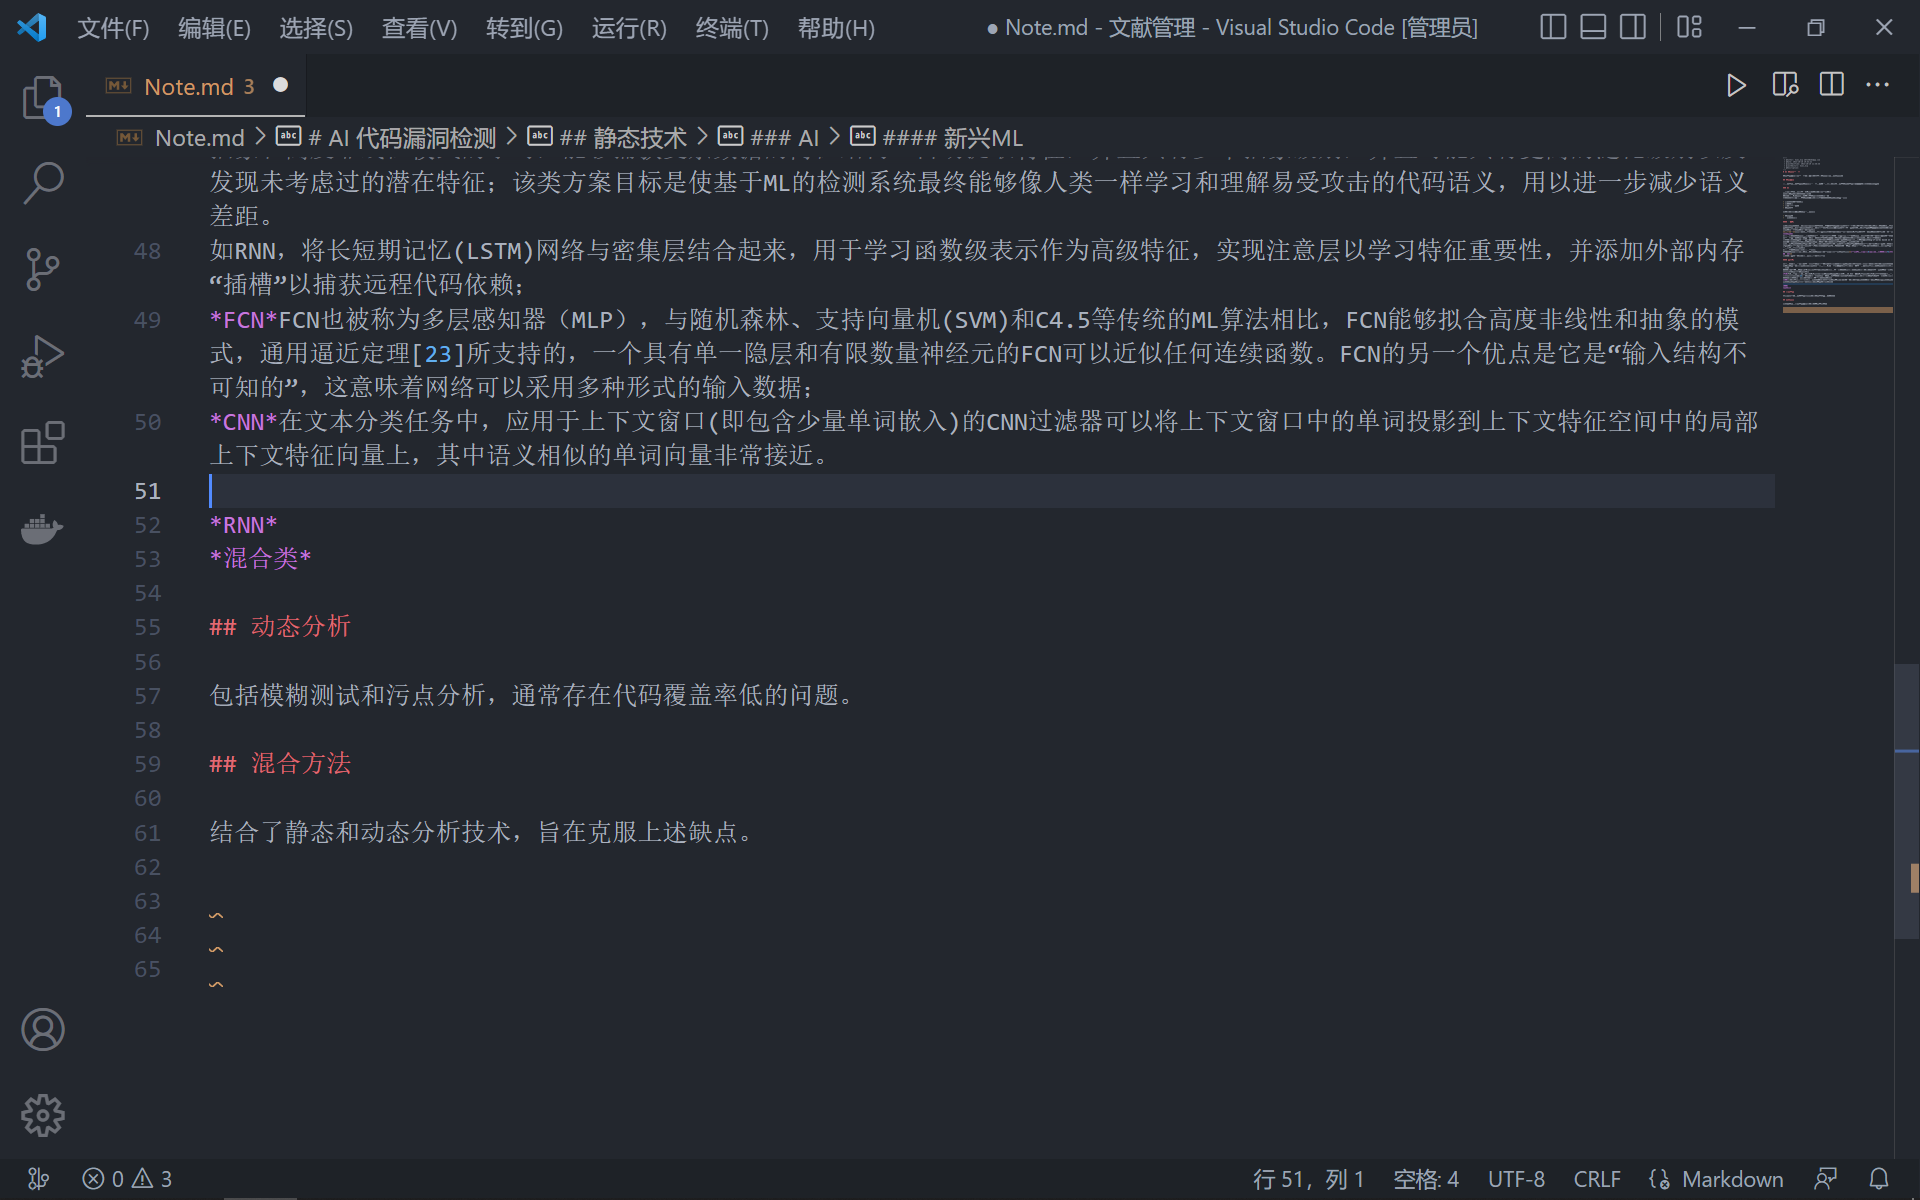 文件(F) 编辑(E) 选择(S) 查看(V) 转到(G) 运行(R) 终端(T) 帮助(H) ● Note.md - 文献管理 - Visual Studio Code [管理员]
1
Note.md 3
Note.md > # AI 代码漏洞检测 > ## 静态技术 > ### AI > #### 新兴ML
发现未考虑过的潜在特征；该类方案目标是使基于ML的检测系统最终能够像人类一样学习和理解易受攻击的代码语义，用以进一步减少语义
差距。
48 如RNN，将长短期记忆(LSTM)网络与密集层结合起来，用于学习函数级表示作为高级特征，实现注意层以学习特征重要性，并添加外部内存
“插槽”以捕获远程代码依赖；
49 *FCN*FCN也被称为多层感知器（MLP），与随机森林、支持向量机(SVM)和C4.5等传统的ML算法相比，FCN能够拟合高度非线性和抽象的模
式，通用逼近定理[23]所支持的，一个具有单一隐层和有限数量神经元的FCN可以近似任何连续函数。FCN的另一个优点是它是“输入结构不
可知的”，这意味着网络可以采用多种形式的输入数据；
50 *CNN*在文本分类任务中，应用于上下文窗口(即包含少量单词嵌入)的CNN过滤器可以将上下文窗口中的单词投影到上下文特征空间中的局部
上下文特征向量上，其中语义相似的单词向量非常接近。
51
52 *RNN*
53 *混合类*
54
55 ## 动态分析
56
57 包括模糊测试和污点分析，通常存在代码覆盖率低的问题。
58
59 ## 混合方法
60
61 结合了静态和动态分析技术，旨在克服上述缺点。
62
63
64
65
0 3 行 51，列 1 空格: 4 UTF-8 CRLF Markdown